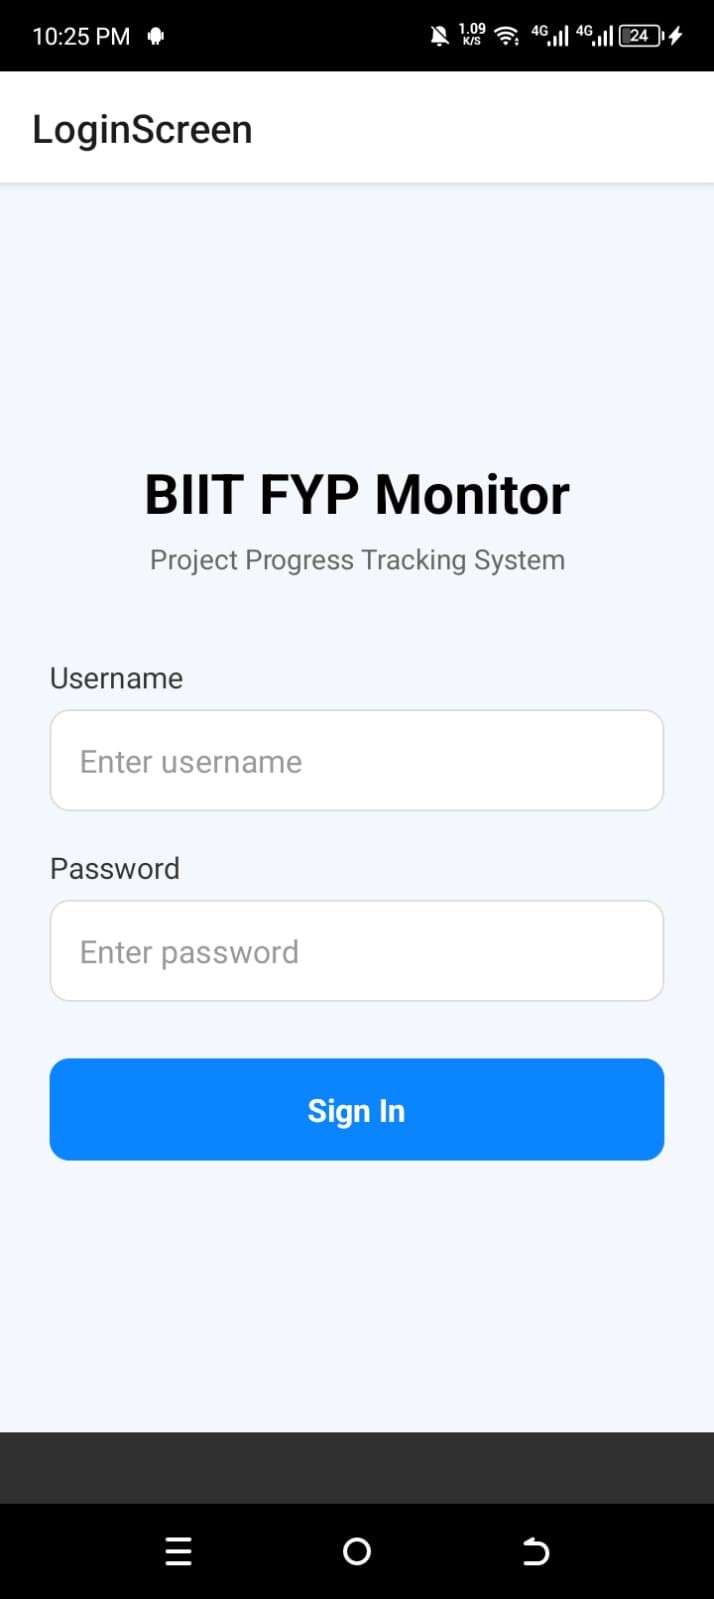 10:25 PM 1.09 K/S 4G 4G 24
LoginScreen
BIIT FYP Monitor
Project Progress Tracking System
Username
Enter username
Password
Enter password
Sign In